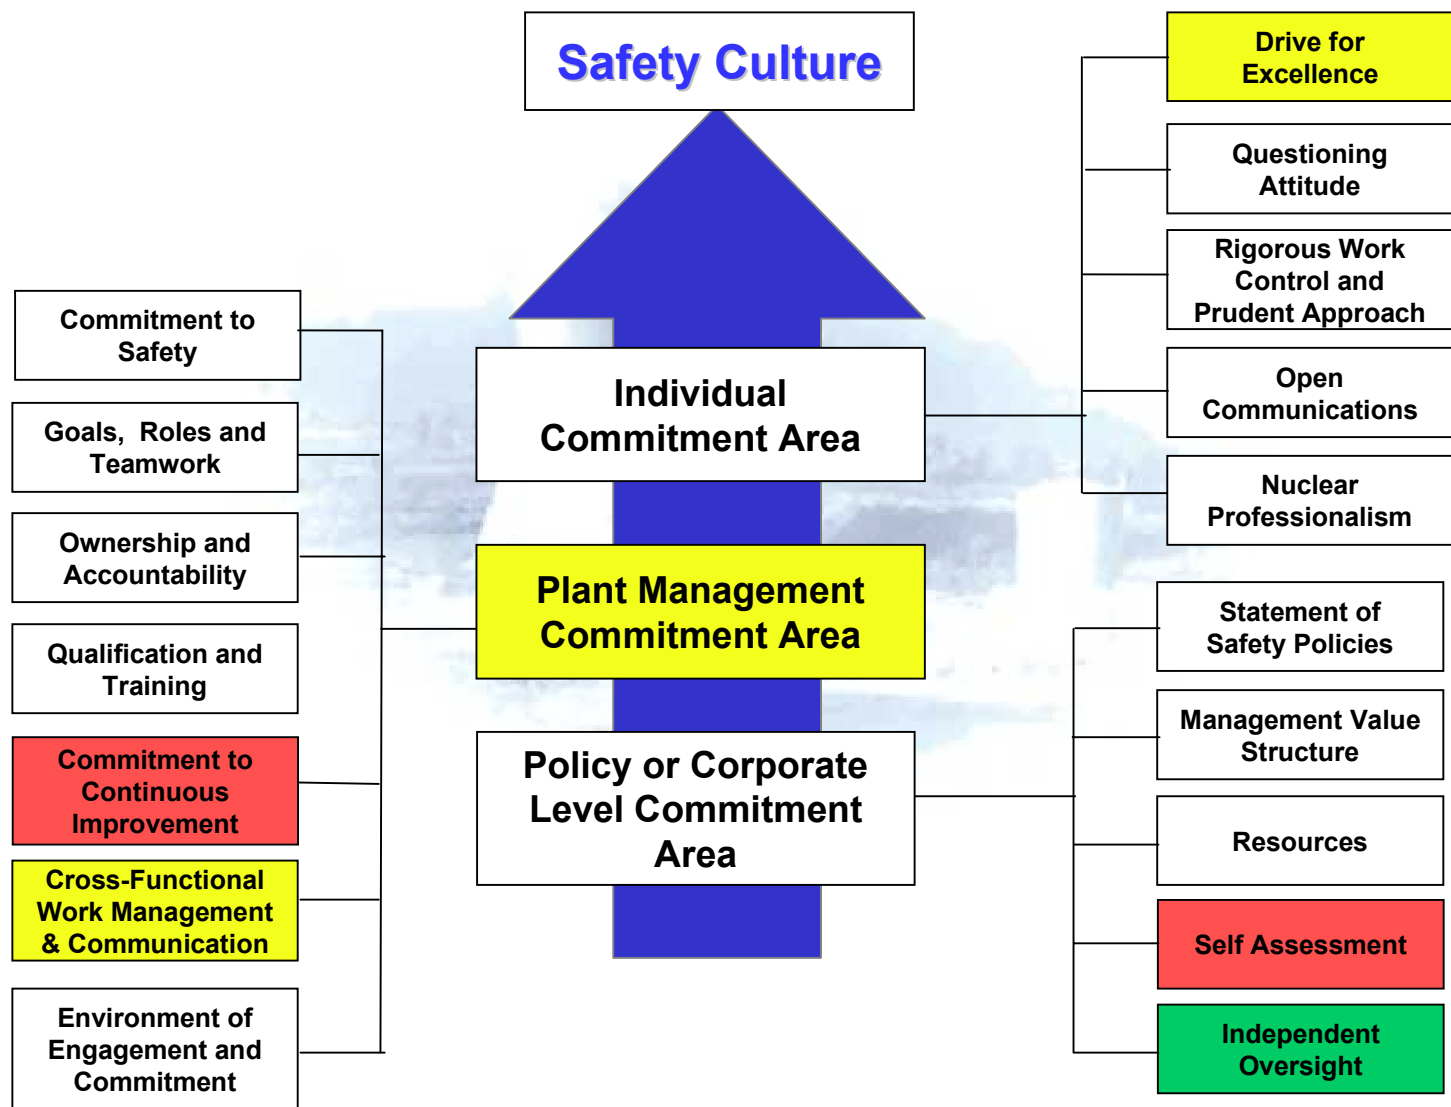 Safety Culture
Drive for
Excellence
Questioning
Attitude
Rigorous Work
Control and
Prudent Approach
Open
Communications
Nuclear
Professionalism
Individual
Commitment Area
Commitment to
Safety
Goals, Roles and
Teamwork
Ownership and
Accountability
Qualification and
Training
Commitment to
Continuous
Improvement
Cross-Functional
Work Management
& Communication
Environment of
Engagement and
Commitment
Plant Management
Commitment Area
Policy or Corporate
Level Commitment
Area
Statement of
Safety Policies
Management Value
Structure
Resources
Self Assessment
Independent
Oversight